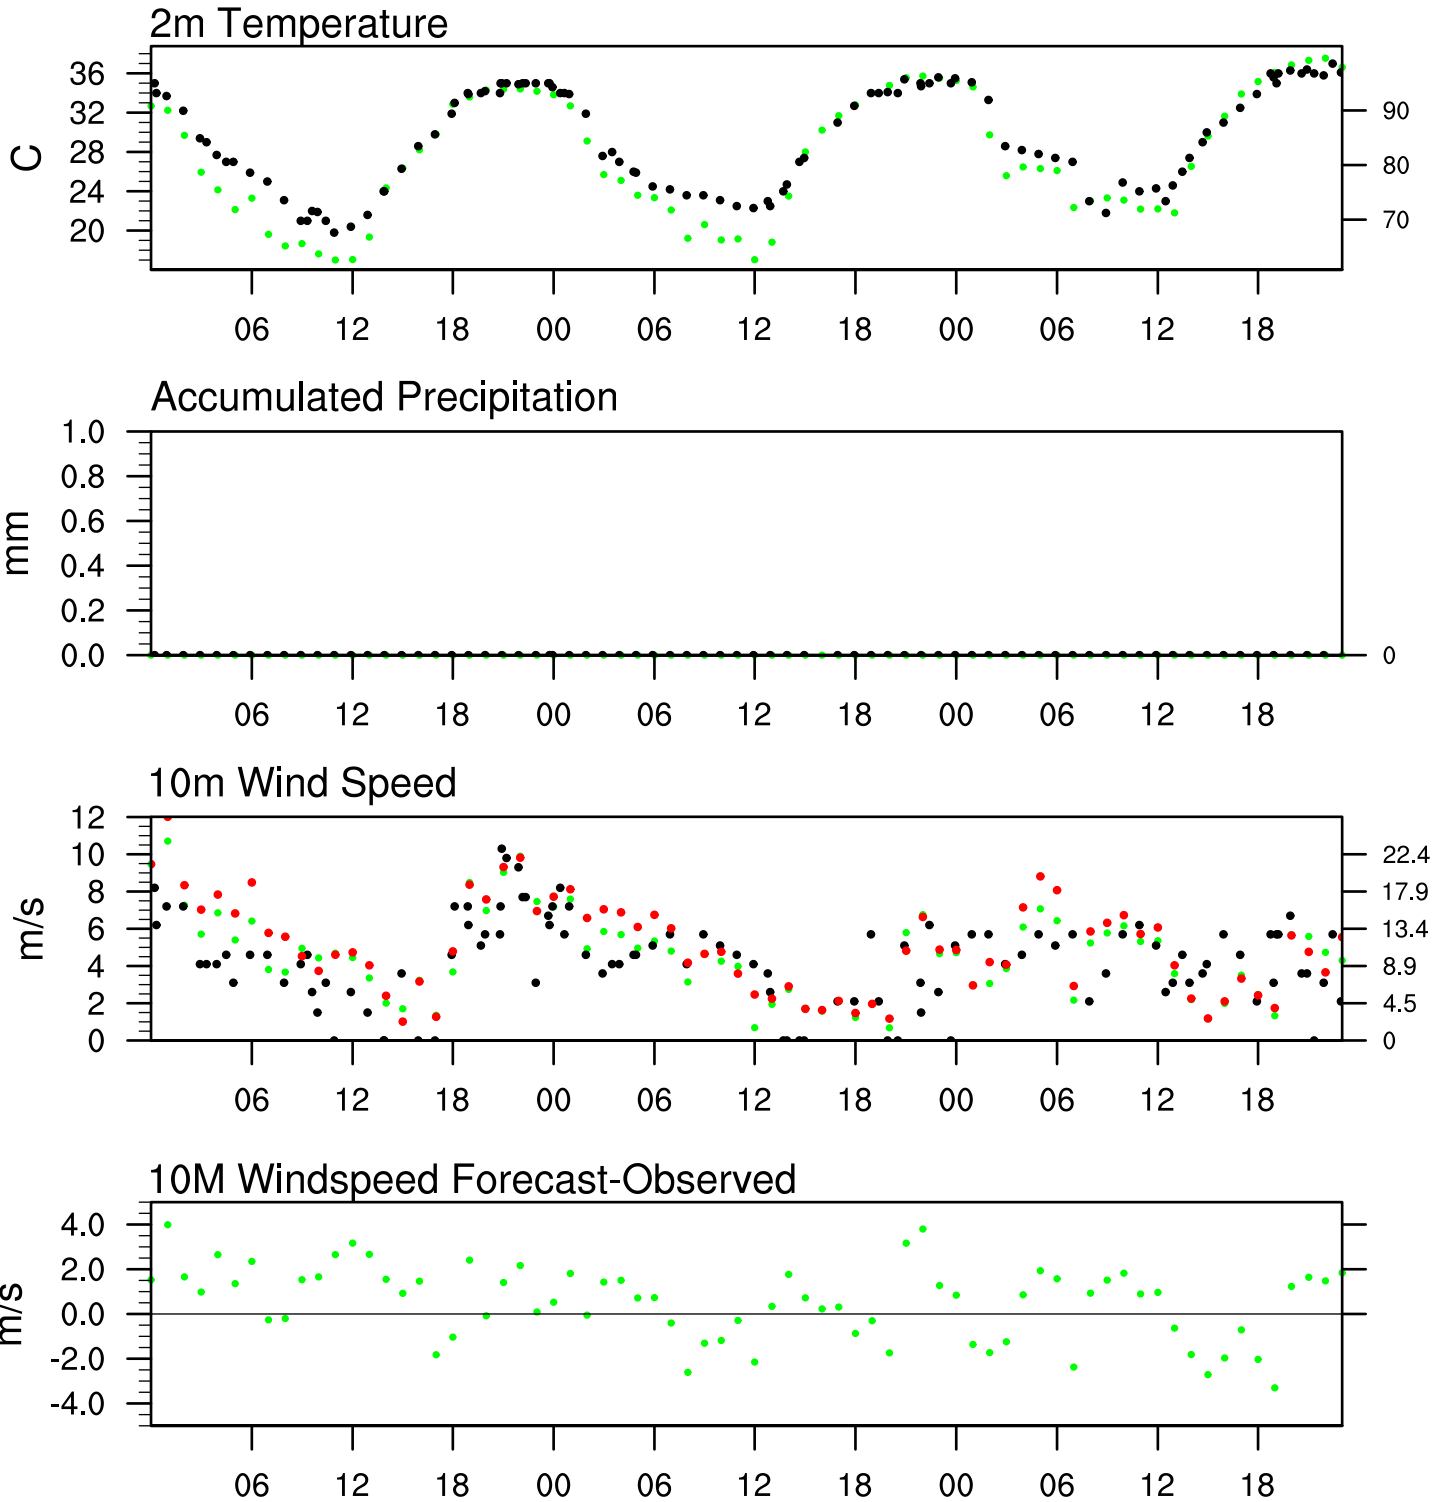 2m Temperature
C
36
32
28
24
20
90
80
70
06 12 18 00 06 12 18 00 06 12 18
Accumulated Precipitation
mm
1.0
0.8
0.6
0.4
0.2
0.0
0
06 12 18 00 06 12 18 00 06 12 18
10m Wind Speed
m/s
12
10
8
6
4
2
0
22.4
17.9
13.4
8.9
4.5
0
06 12 18 00 06 12 18 00 06 12 18
10M Windspeed Forecast-Observed
m/s
4.0
2.0
0.0
-2.0
-4.0
06 12 18 00 06 12 18 00 06 12 18